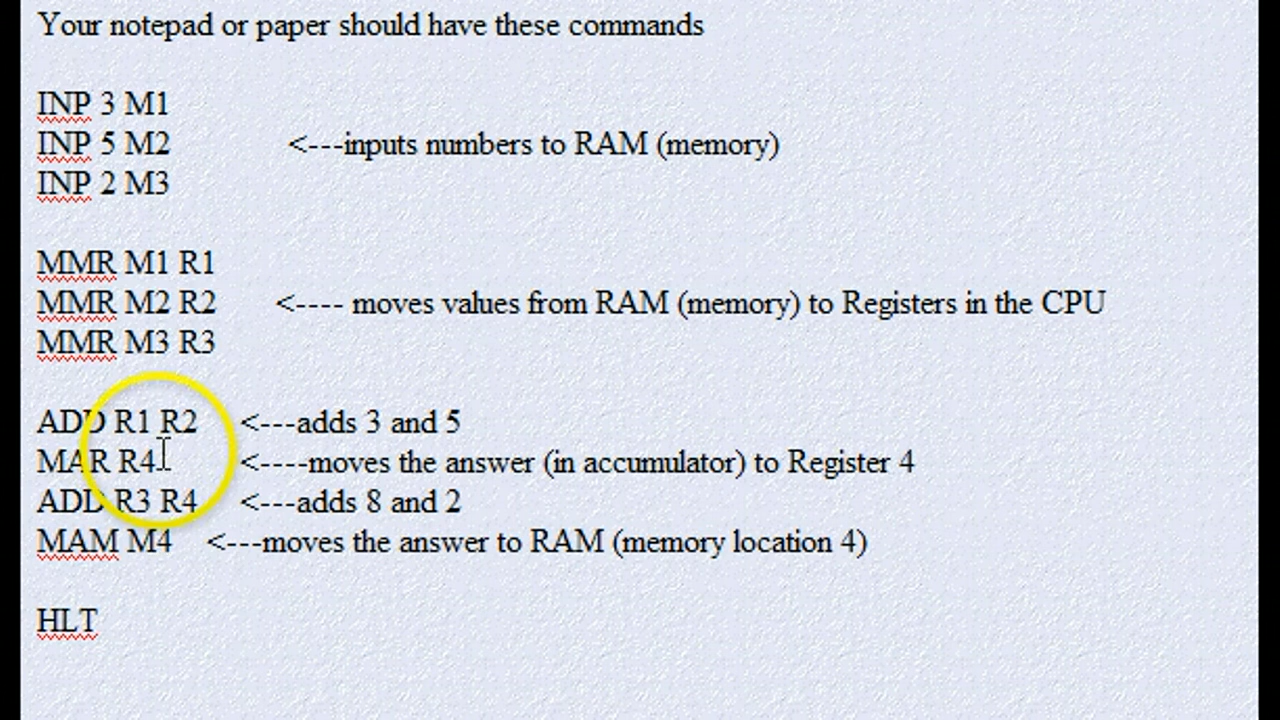 Your notepad or paper should have these commands
INP 3 M1
INP 5 M2 <---inputs numbers to RAM (memory)
INP 2 M3
MMR M1 R1
MMR M2 R2 <---- moves values from RAM (memory) to Registers in the CPU
MMR M3 R3
ADD R1 R2 <---adds 3 and 5
MAR R4 <----moves the answer (in accumulator) to Register 4
ADD R3 R4 <---adds 8 and 2
MAM M4 <---moves the answer to RAM (memory location 4)
HLT